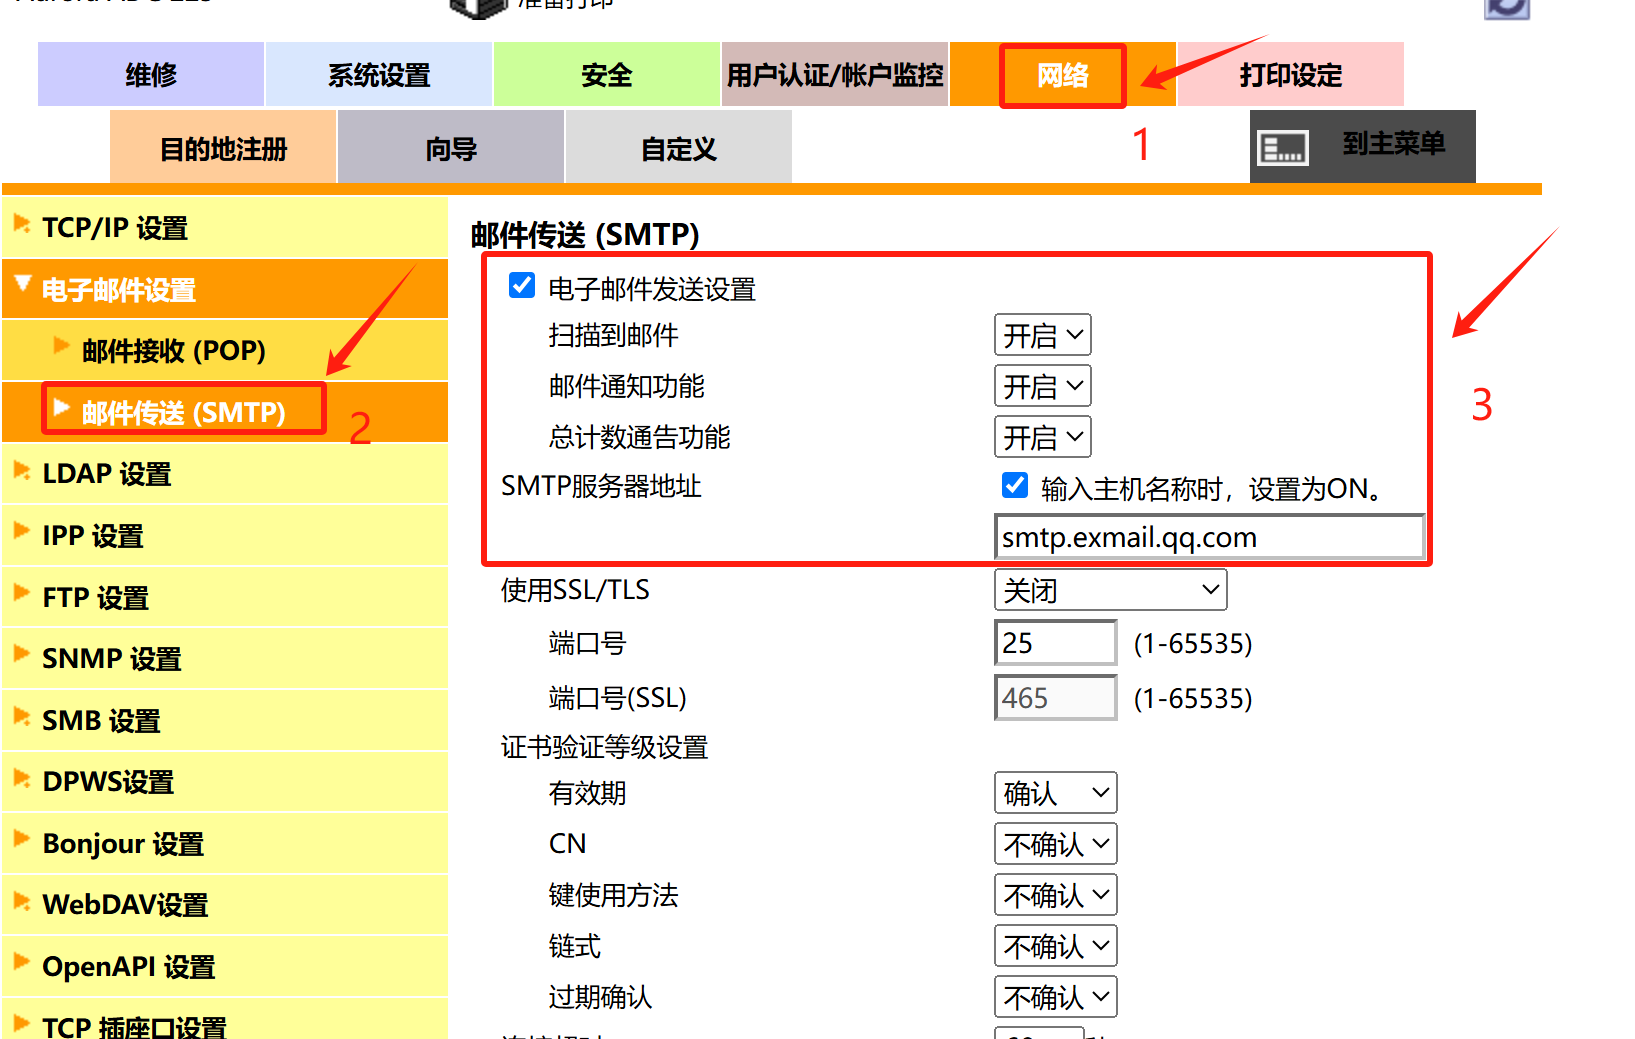 准备打印
维修 系统设置 安全 用户认证/帐户监控 网络 打印设定
1
目的地注册 向导 自定义 到主菜单
TCP/IP 设置
电子邮件设置
邮件接收 (POP)
邮件传送 (SMTP)
2
LDAP 设置
IPP 设置
FTP 设置
SNMP 设置
SMB 设置
DPWS设置
Bonjour 设置
WebDAV设置
OpenAPI 设置
TCP 插座口设置
邮件传送 (SMTP)
电子邮件发送设置
扫描到邮件 开启
邮件通知功能 开启
3
总计数通告功能 开启
SMTP服务器地址 输入主机名称时，设置为ON。
smtp.exmail.qq.com
使用SSL/TLS 关闭
端口号 25 (1-65535)
端口号(SSL) 465 (1-65535)
证书验证等级设置
有效期 确认
CN 不确认
键使用方法 不确认
链式 不确认
过期确认 不确认